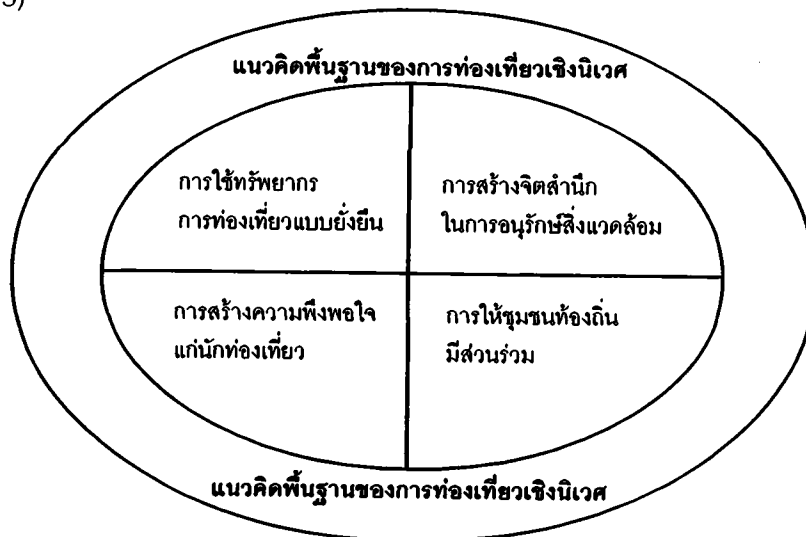 แนวคิดพื้นฐานของการท่องเที่ยวเชิงนิเวศ
การใช้ทรัพยากร
การท่องเที่ยวแบบยั่งยืน
การสร้างจิตสำนึก
ในการอนุรักษ์สิ่งแวดล้อม
การสร้างความพึงพอใจ
แก่นักท่องเที่ยว
การให้ชุมชนท้องถิ่น
มีส่วนร่วม
แนวคิดพื้นฐานของการท่องเที่ยวเชิงนิเวศ